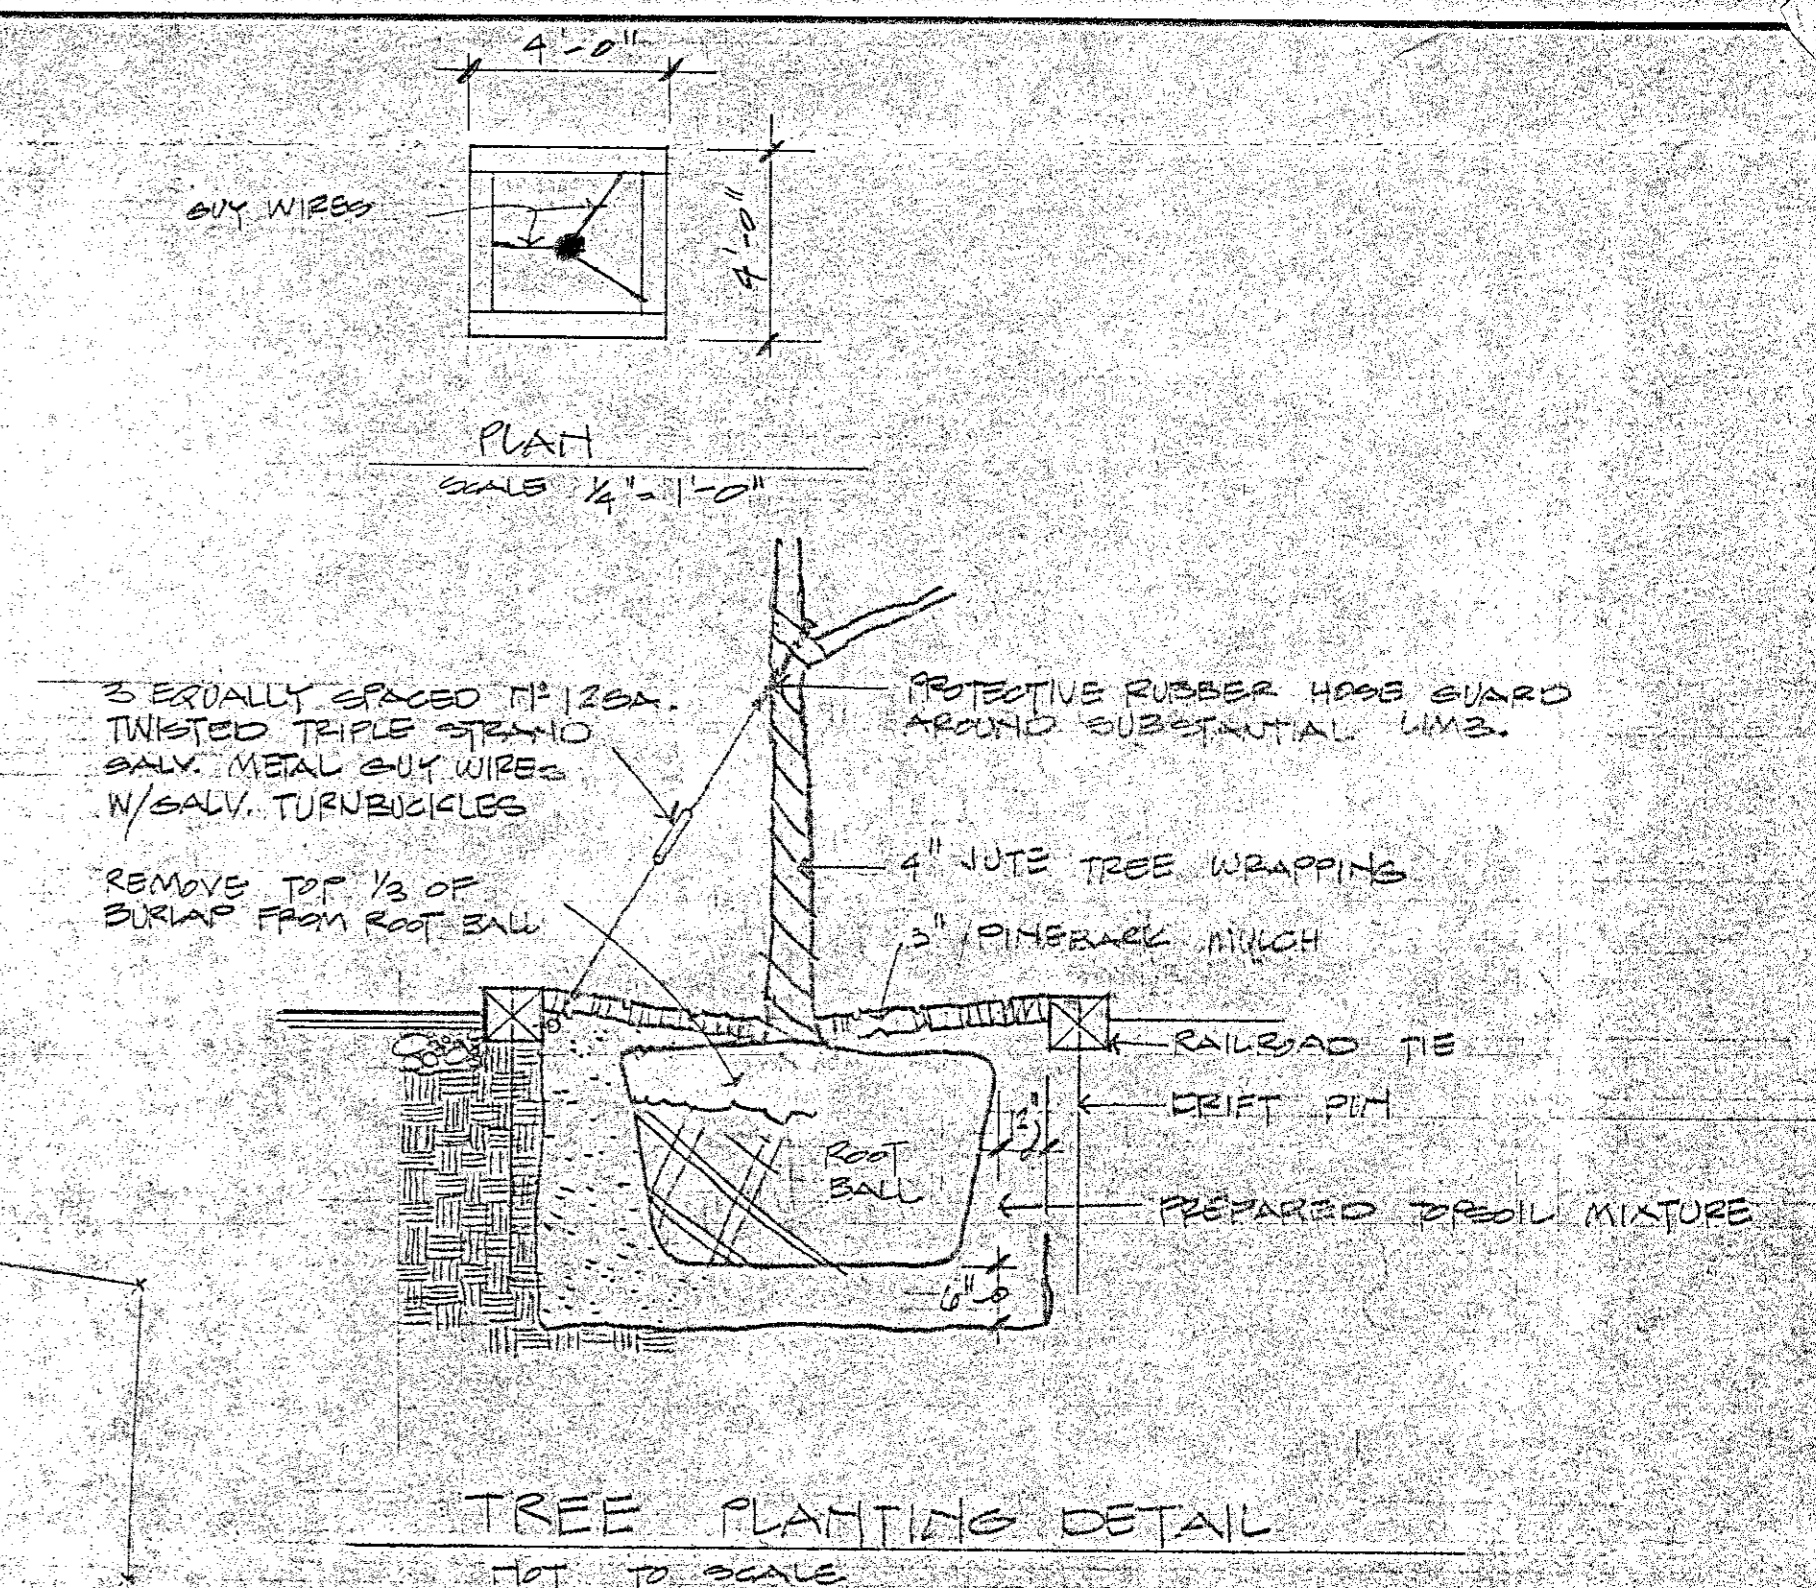 4'-0"
GUY WIRES
4'-0"
PLAN
SCALE 1/4" = 1'-0"
3 EQUALLY SPACED Nº 12 GA.
TWISTED TRIPLE STRAND
GALV. METAL GUY WIRES
W/GALV. TURNBUCKLES
PROTECTIVE RUBBER HOSE GUARD
AROUND SUBSTANTIAL LIMB.
4" JUTE TREE WRAPPING
REMOVE TOP 1/3 OF
BURLAP FROM ROOT BALL
3" PINEBARK MULCH
RAILROAD TIE
DRIFT PIN
ROOT
BALL
PREPARED TOPSOIL MIXTURE
6"
TREE PLANTING DETAIL
NOT TO SCALE